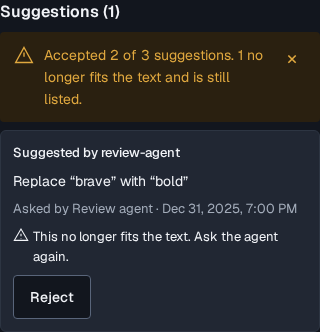 Suggestions (1)
Accepted 2 of 3 suggestions. 1 no
longer fits the text and is still
listed.
Suggested by review-agent
Replace “brave” with “bold”
Asked by Review agent · Dec 31, 2025, 7:00 PM
This no longer fits the text. Ask the agent
again.
Reject